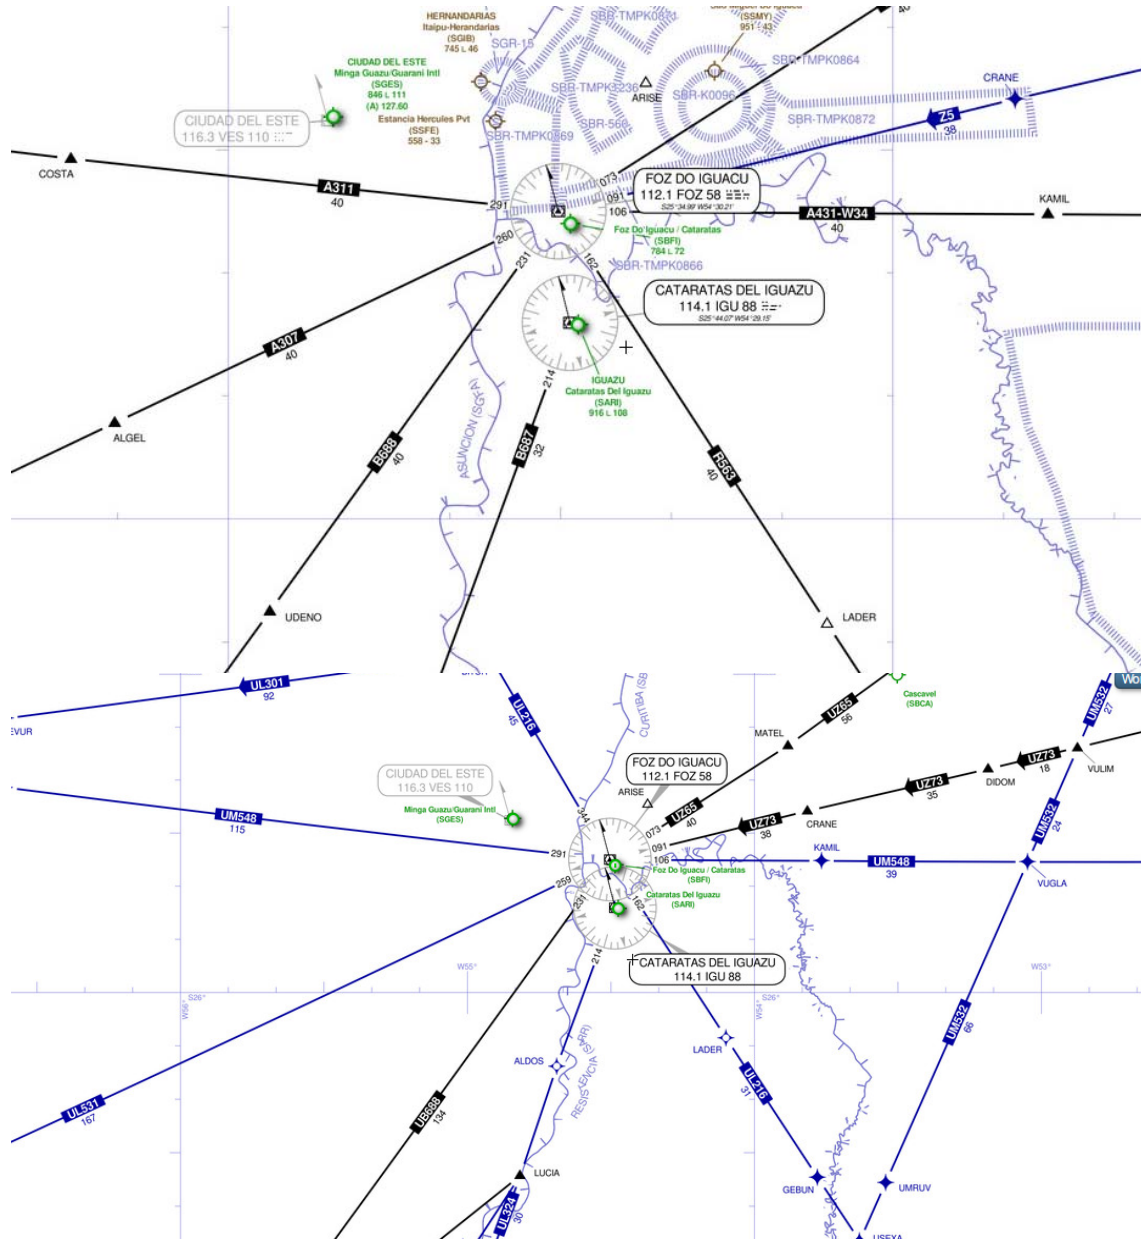 HERNANDARIAS
Itaipu-Herandarias
(SGIB)
745 L 46
SBR-TMPK0871
(SSMY)
951 - 43
40
SGR-15
CIUDAD DEL ESTE
Minga Guazu/Guarani Intl
(SGES)
846 L 111
(A) 127.60
SBR-TMPK0864
CRANE
ARISE
SBR-K0096
CIUDAD DEL ESTE
116.3 VES 110
Estancia Hercules Pvt
(SSFE)
558 - 33
SBR-TMPK0869
SBR-568
SBR-TMPK0872
Z5
38
COSTA
A311
40
291
073
091
106
FOZ DO IGUACU
112.1 FOZ 58
S25°34.99' W54°30.21'
A431-W34
40
KAMIL
Foz Do Iguacu / Cataratas
(SBFI)
784 L 72
260
231
162
SBR-TMPK0866
CATARATAS DEL IGUAZU
114.1 IGU 88
S25°44.07' W54°29.15'
A307
40
214
IGUAZU
Cataratas Del Iguazu
(SARI)
916 L 108
ALGEL
ASUNCION (SGFA)
B688
40
B687
32
R563
40
UDENO
LADER
UL301
92
EVUR
UL216
45
CURITIBA (SB
UZ65
56
Cascavel
(SBCA)
UM532
27
Wo
MATEL
VULIM
FOZ DO IGUACU
112.1 FOZ 58
CIUDAD DEL ESTE
116.3 VES 110
ARISE
DIDOM
UZ73
18
UZ73
35
Minga Guazu/Guarani Intl
(SGES)
344
UZ65
40
CRANE
UM548
115
073
UZ73
38
UM532
24
291
091
106
KAMIL
UM548
39
VUGLA
Foz Do Iguacu / Cataratas
(SBFI)
259
231
162
Cataratas Del Iguazu
(SARI)
214
CATARATAS DEL IGUAZU
114.1 IGU 88
W55°
W53°
S26°
W56°
S26°
W54°
UM532
66
LADER
ALDOS
RESISTENCIA (SARR)
UL216
31
UL531
167
UB688
134
LUCIA
GEBUN
UMRUV
UL324
30
USEXA